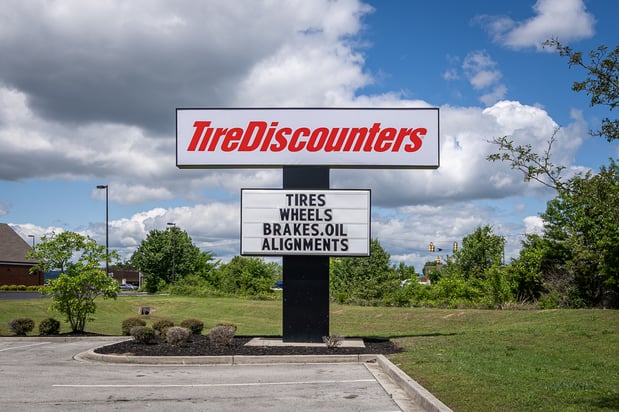 TireDiscounters
TIRES
WHEELS
BRAKES.OIL
ALIGNMENTS